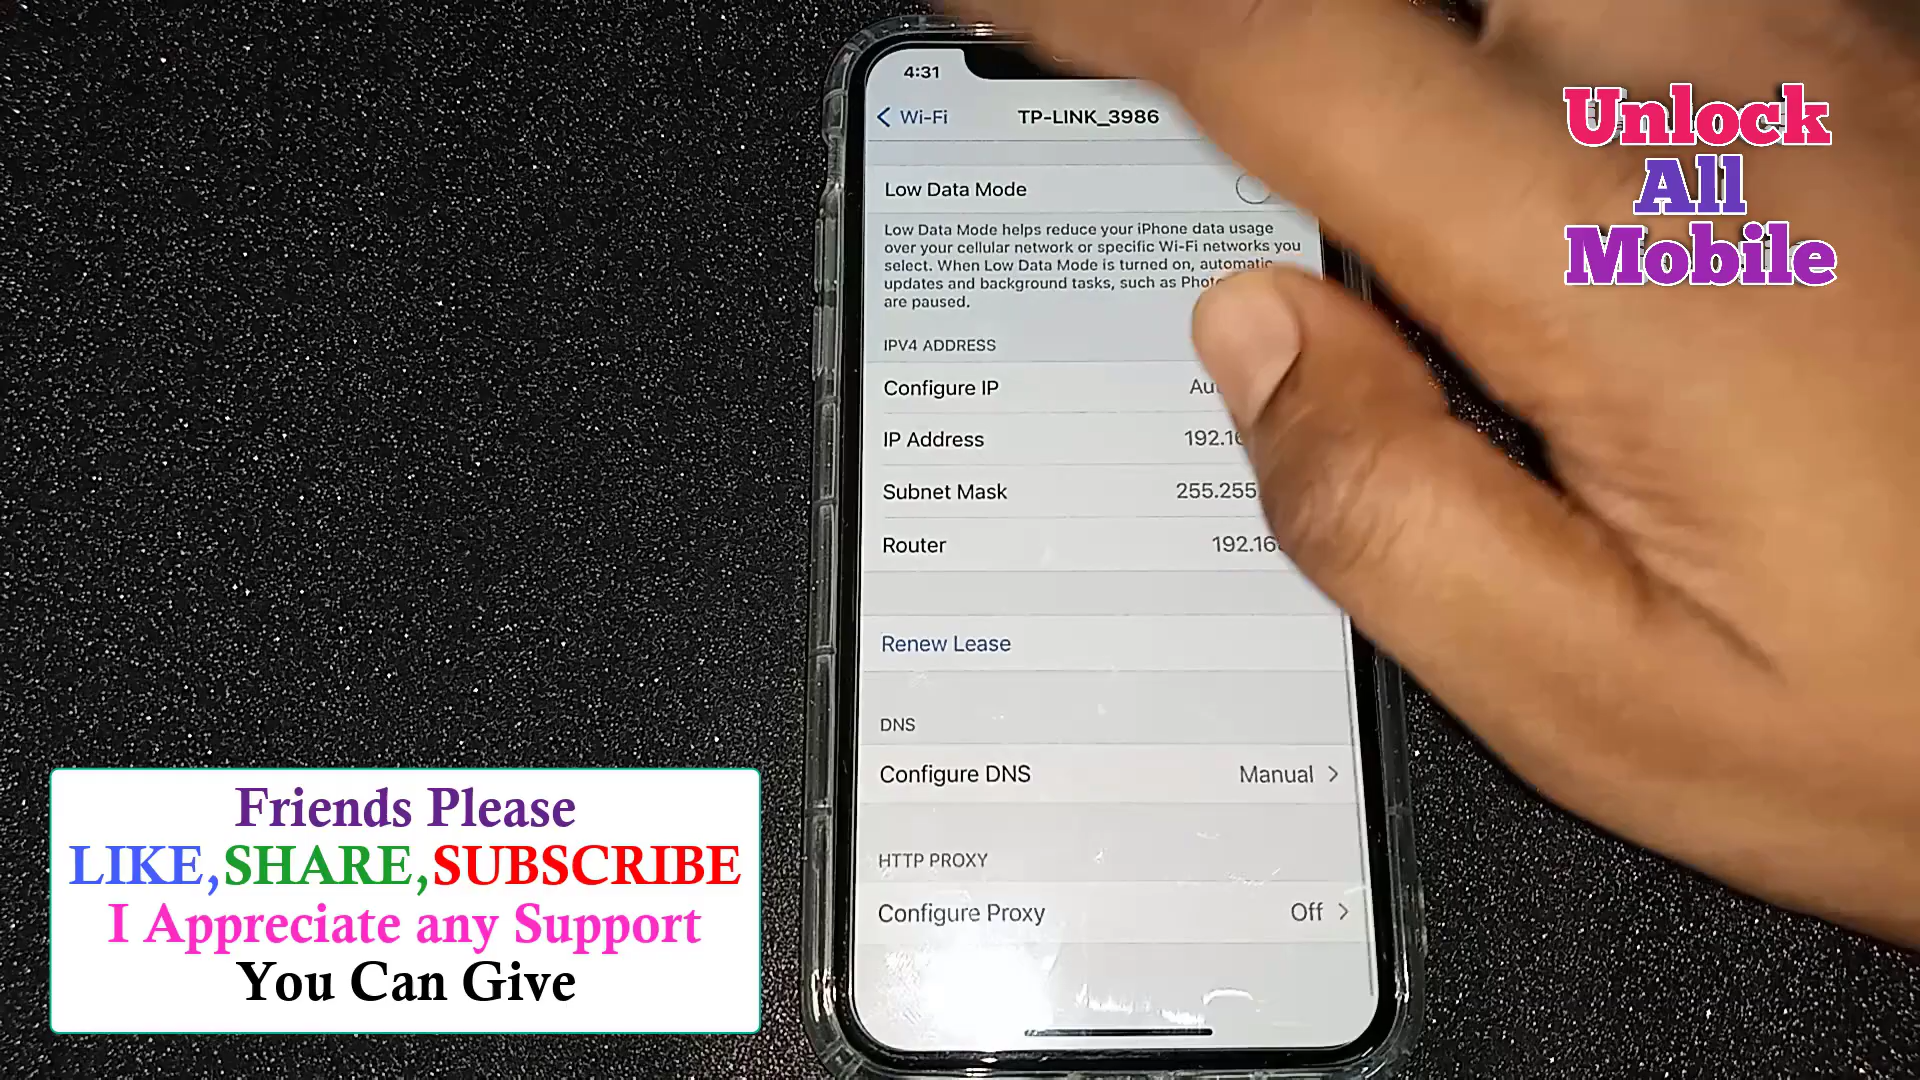 4:31
Wi-Fi
TP-LINK_3986
Low Data Mode
Low Data Mode helps reduce your iPhone data usage
over your cellular network or specific Wi-Fi networks you
select. When Low Data Mode is turned on, automatic
updates and background tasks, such as
are paused.
IPV4 ADDRESS
Configure IP
IP Address
Subnet Mask
Router
Renew Lease
DNS
Configure DNS Manual
HTTP PROXY
Configure Proxy Off
Unlock
All
Mobile
Friends Please
LIKE,SHARE,SUBSCRIBE
I Appreciate any Support
You Can Give